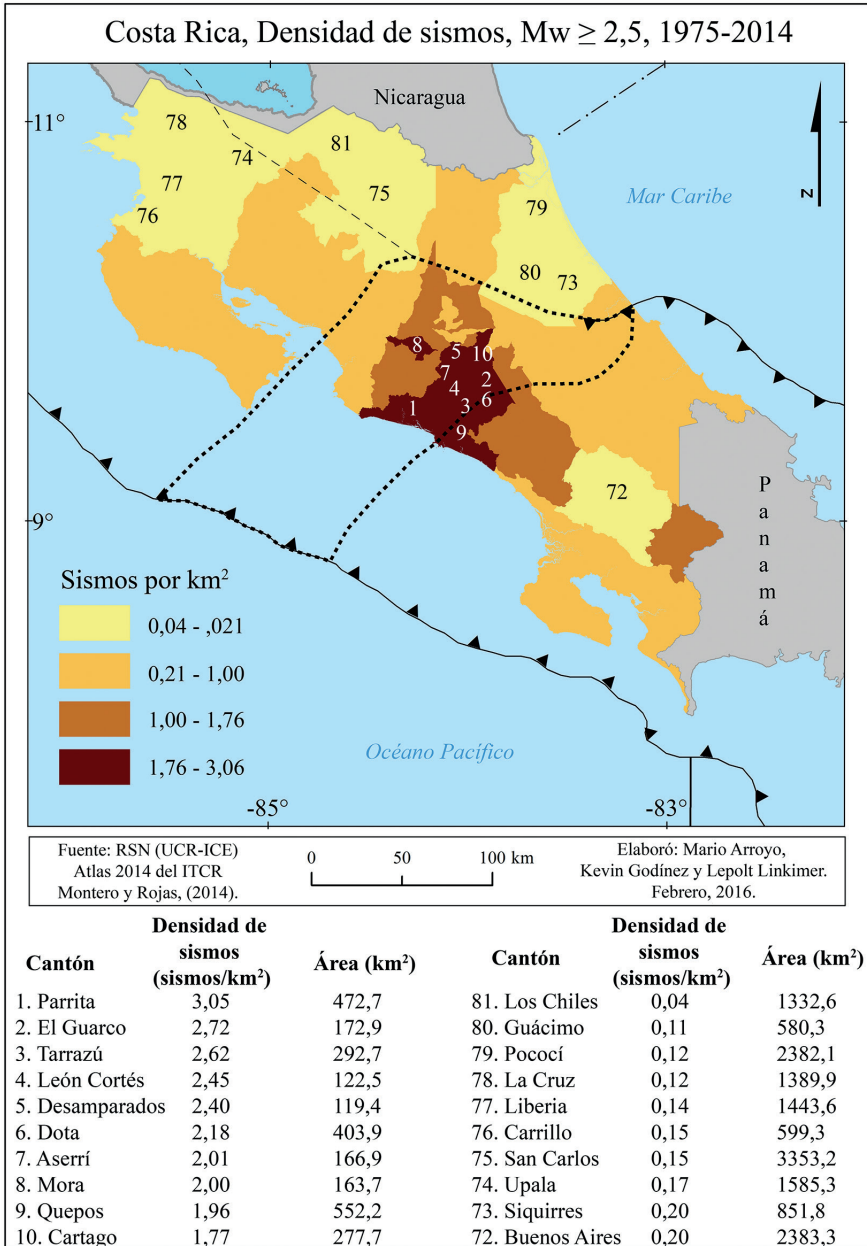 Costa Rica, Densidad de sismos, Mw ≥ 2,5, 1975-2014
Nicaragua
11°
78
81
74
77
75
76
79
80
73
Mar Caribe
N
8
5
10
7
2
4
1
3
6
9
72
9°
Panamá
Sismos por km²
0,04 - ,021
0,21 - 1,00
1,00 - 1,76
1,76 - 3,06
Océano Pacífico
-85°
-83°
Fuente: RSN (UCR-ICE)
Atlas 2014 del ITCR
Montero y Rojas, (2014).
0 50 100 km
Elaboró: Mario Arroyo,
Kevin Godínez y Lepolt Linkimer.
Febrero, 2016.
Cantón Densidad de sismos (sismos/km²) Área (km²) Cantón Densidad de sismos (sismos/km²) Área (km²)
1. Parrita 3,05 472,7 81. Los Chiles 0,04 1332,6
2. El Guarco 2,72 172,9 80. Guácimo 0,11 580,3
3. Tarrazú 2,62 292,7 79. Pococí 0,12 2382,1
4. León Cortés 2,45 122,5 78. La Cruz 0,12 1389,9
5. Desamparados 2,40 119,4 77. Liberia 0,14 1443,6
6. Dota 2,18 403,9 76. Carrillo 0,15 599,3
7. Aserrí 2,01 166,9 75. San Carlos 0,15 3353,2
8. Mora 2,00 163,7 74. Upala 0,17 1585,3
9. Quepos 1,96 552,2 73. Siquirres 0,20 851,8
10. Cartago 1,77 277,7 72. Buenos Aires 0,20 2383,3